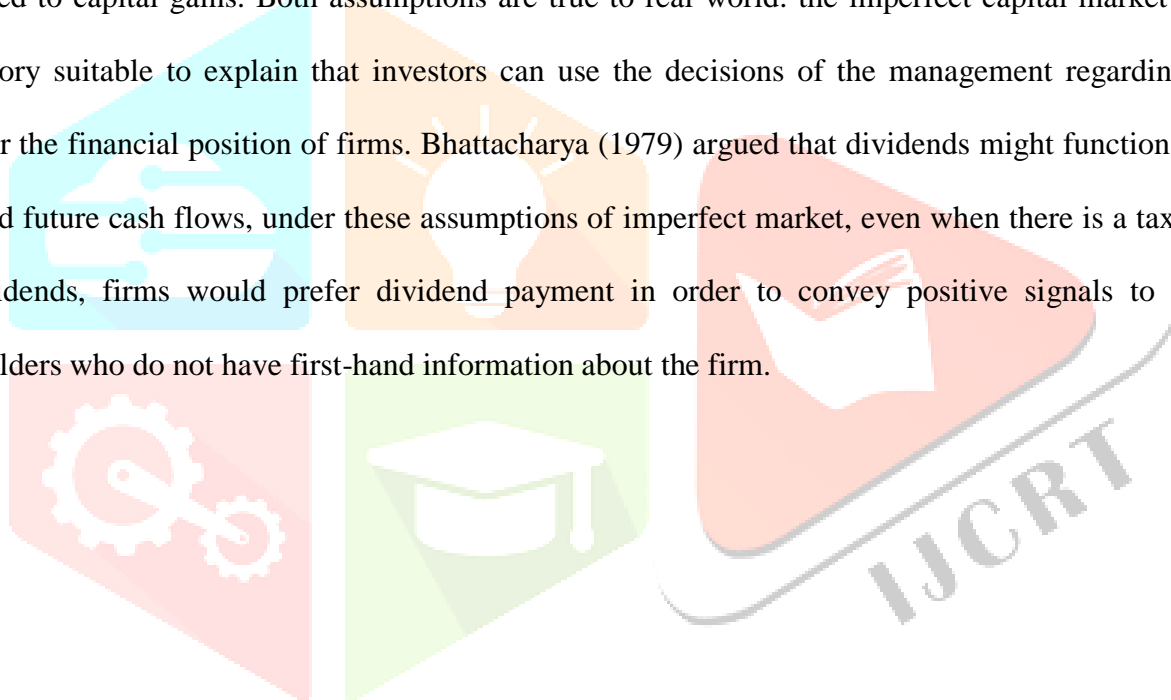 ed to capital gains. Both assumptions are true to real world: the imperfect capital market
ory suitable to explain that investors can use the decisions of the management regardin
r the financial position of firms. Bhattacharya (1979) argued that dividends might function
d future cash flows, under these assumptions of imperfect market, even when there is a tax
idends, firms would prefer dividend payment in order to convey positive signals to
lders who do not have first-hand information about the firm.
IJCRT